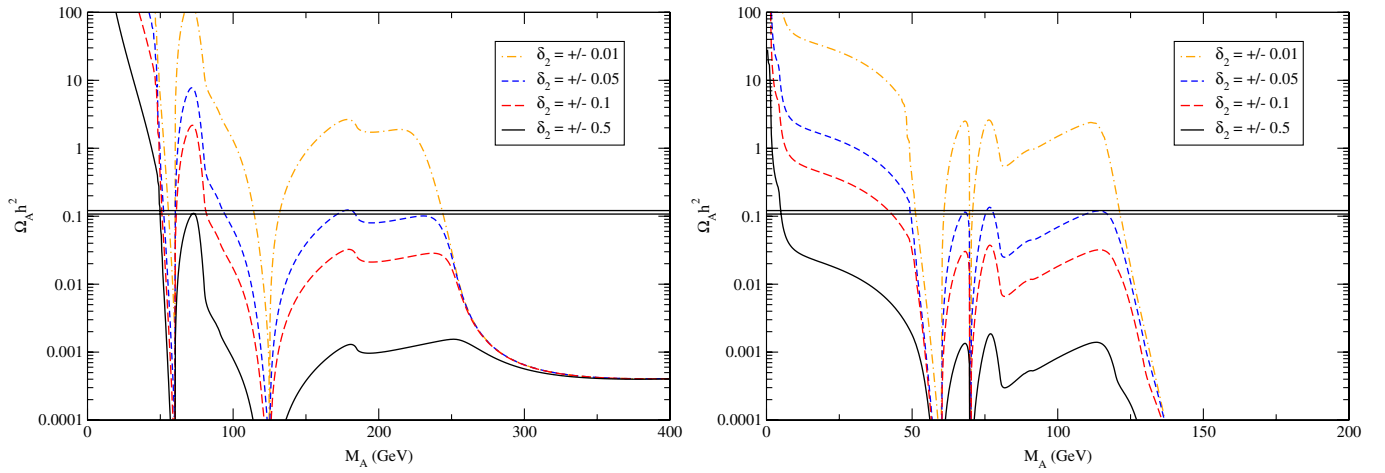 100
10
1
0.1
0.01
0.001
0.0001
Ω_A h^2
0
100
200
300
400
M_A (GeV)
δ_2 = +/- 0.01
δ_2 = +/- 0.05
δ_2 = +/- 0.1
δ_2 = +/- 0.5
100
10
1
0.1
0.01
0.001
0.0001
Ω_A h^2
0
50
100
150
200
M_A (GeV)
δ_2 = +/- 0.01
δ_2 = +/- 0.05
δ_2 = +/- 0.1
δ_2 = +/- 0.5